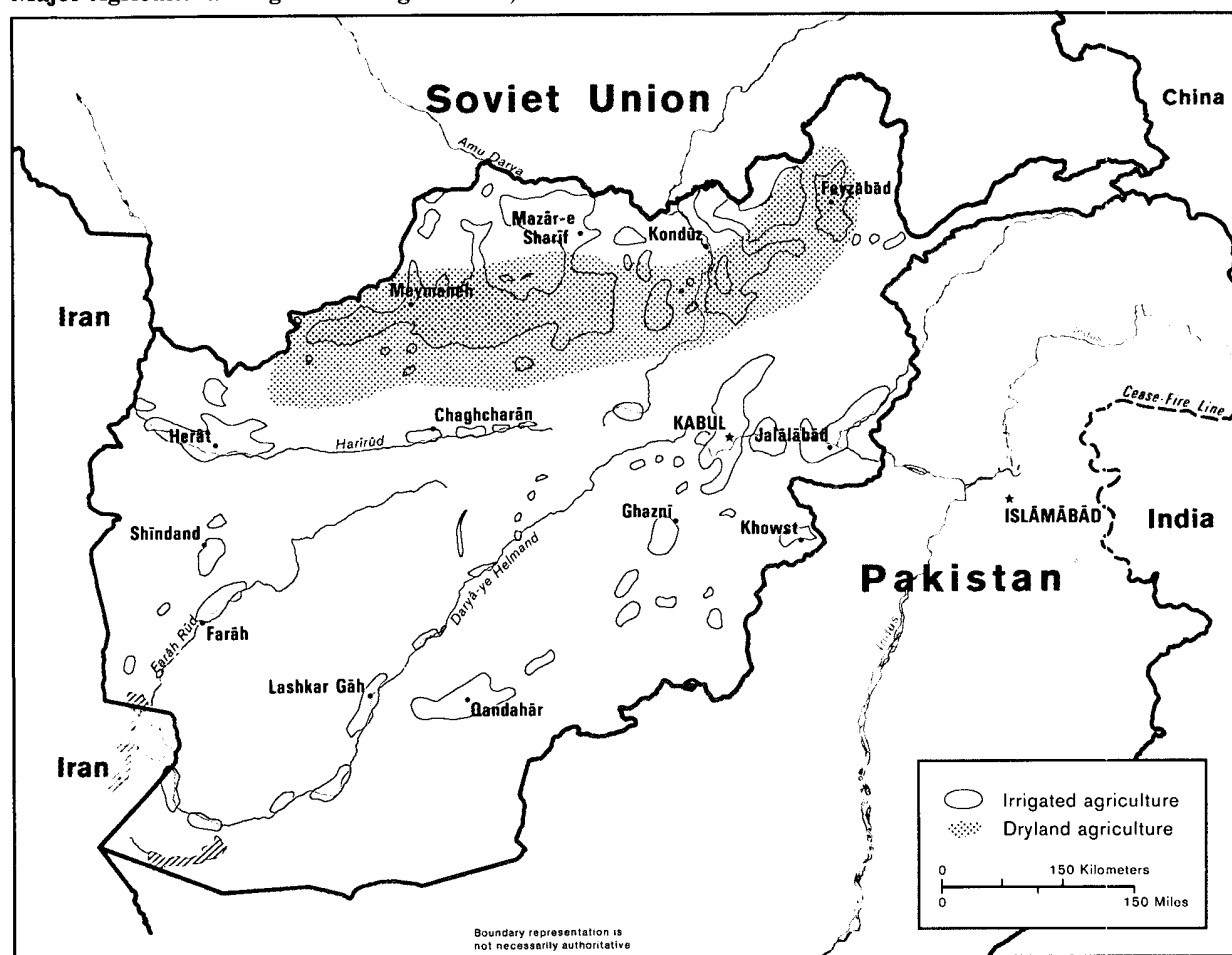 Soviet Union
China
Amu Darya
Feyzābād
Mazār-e
Sharīf
Kondūz
Meymaneh
Iran
Cease-Fire Line
Chaghcharān
KABUL
Jalālābād
Herāt
Harīrūd
ISLĀMĀBĀD
India
Ghaznī
Khowst
Shīndand
Daryā-ye Helmand
Pakistan
Farāh Rūd
Farāh
Indus
Lashkar Gāh
Qandahār
Iran
Irrigated agriculture
Dryland agriculture
0 150 Kilometers
0 150 Miles
Boundary representation is
not necessarily authoritative